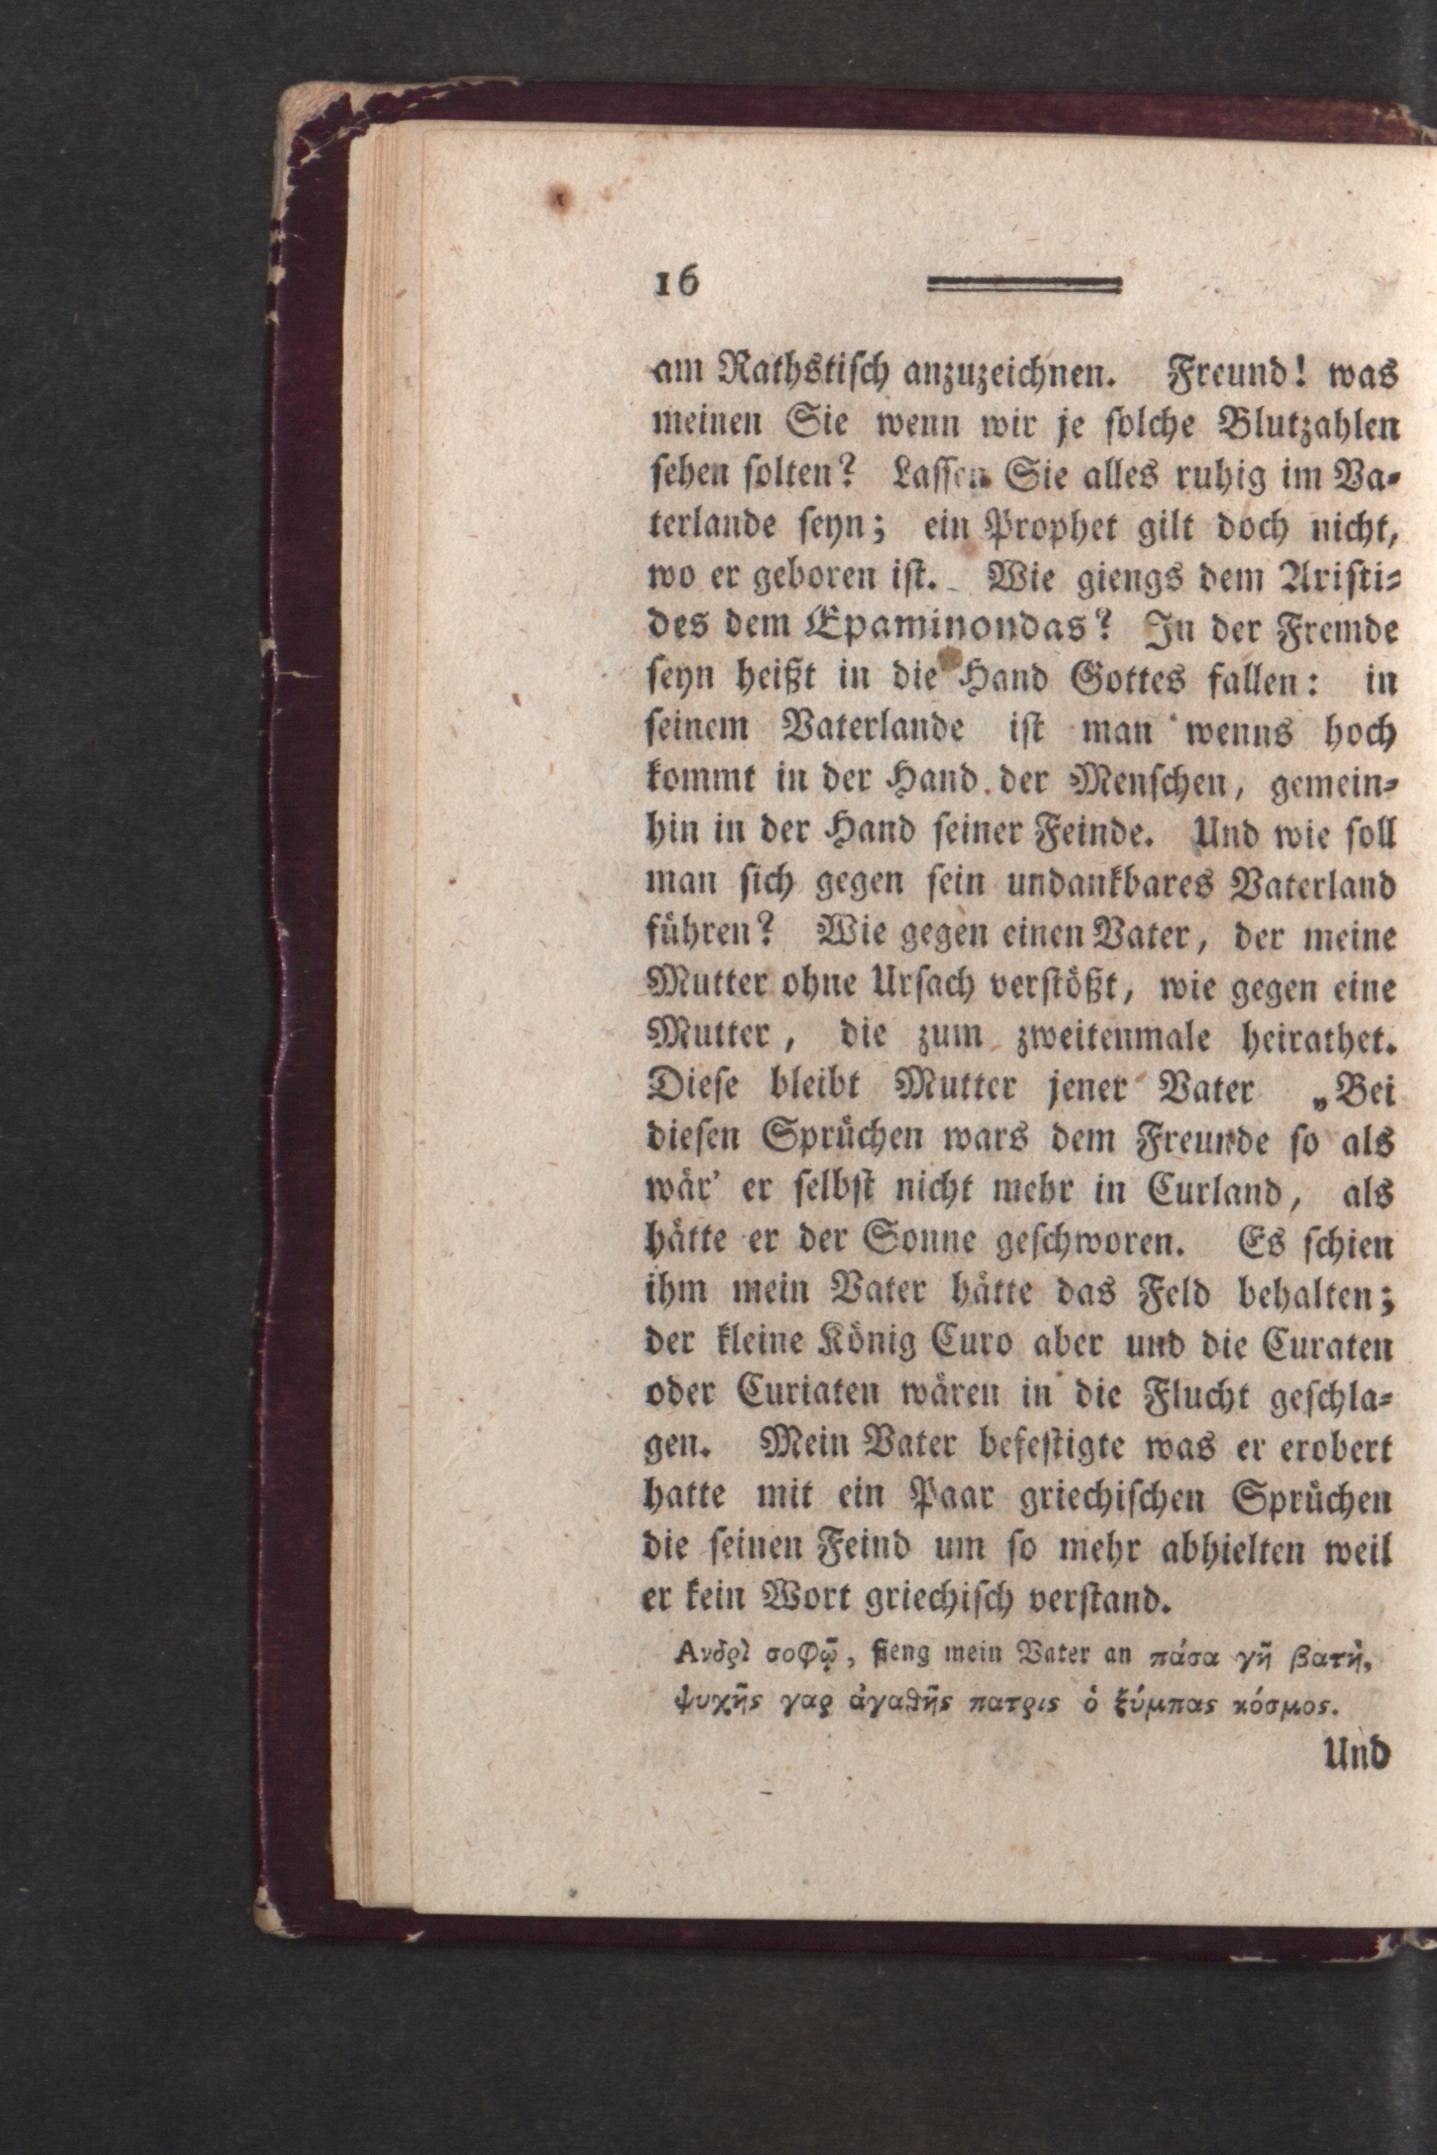 16
am Rathstiſch anzuzeichnen. Freund! was
meinen Sie wenn wir je ſolche Blutzahlen
ſehen ſolten? Laſſen Sie alles ruhig im Va-
terlande ſeyn; ein Prophet gilt doch nicht,
wo er geboren iſt. Wie giengs dem Ariſti-
des dem Epaminondas? In der Fremde
ſeyn heißt in die Hand Gottes fallen: in
ſeinem Vaterlande iſt man wenns hoch
kommt in der Hand der Menſchen, gemein-
hin in der Hand ſeiner Feinde. Und wie ſoll
man ſich gegen ſein undankbares Vaterland
führen? Wie gegen einen Vater, der meine
Mutter ohne Urſach verſtößt, wie gegen eine
Mutter, die zum zweitenmale heirathet.
Dieſe bleibt Mutter jener Vater „Bei
dieſen Sprüchen wars dem Freunde ſo als
wär' er ſelbſt nicht mehr in Curland, als
hätte er der Sonne geſchworen. Es ſchien
ihm mein Vater hätte das Feld behalten;
der kleine König Curo aber und die Curaten
oder Curiaten wären in die Flucht geſchla-
gen. Mein Vater befeſtigte was er erobert
hatte mit ein Paar griechiſchen Sprüchen
die ſeinen Feind um ſo mehr abhielten weil
er kein Wort griechiſch verſtand.
Ανδρὶ σοφῷ, fieng mein Vater an πάσα γῆ βατὴ,
ψυχῆς γαρ ἀγαθῆς πατρις ὁ ξύμπας κόσμος.
Und